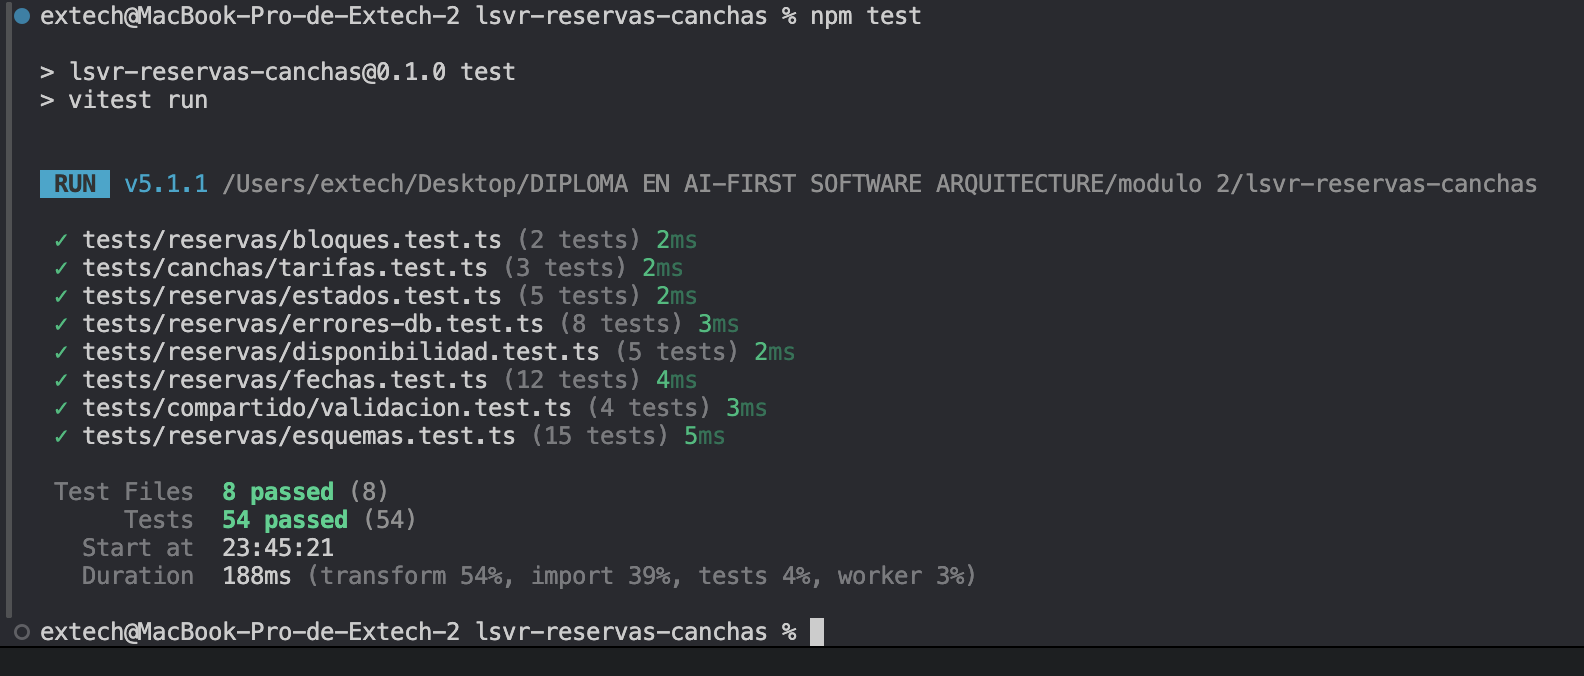 extech@MacBook-Pro-de-Extech-2 lsvr-reservas-canchas % npm test
> lsvr-reservas-canchas@0.1.0 test
> vitest run
RUN v5.1.1 /Users/extech/Desktop/DIPLOMA EN AI-FIRST SOFTWARE ARQUITECTURE/modulo 2/lsvr-reservas-canchas
✓ tests/reservas/bloques.test.ts (2 tests) 2ms
✓ tests/canchas/tarifas.test.ts (3 tests) 2ms
✓ tests/reservas/estados.test.ts (5 tests) 2ms
✓ tests/reservas/errores-db.test.ts (8 tests) 3ms
✓ tests/reservas/disponibilidad.test.ts (5 tests) 2ms
✓ tests/reservas/fechas.test.ts (12 tests) 4ms
✓ tests/compartido/validacion.test.ts (4 tests) 3ms
✓ tests/reservas/esquemas.test.ts (15 tests) 5ms
Test Files 8 passed (8)
Tests 54 passed (54)
Start at 23:45:21
Duration 188ms (transform 54%, import 39%, tests 4%, worker 3%)
extech@MacBook-Pro-de-Extech-2 lsvr-reservas-canchas %